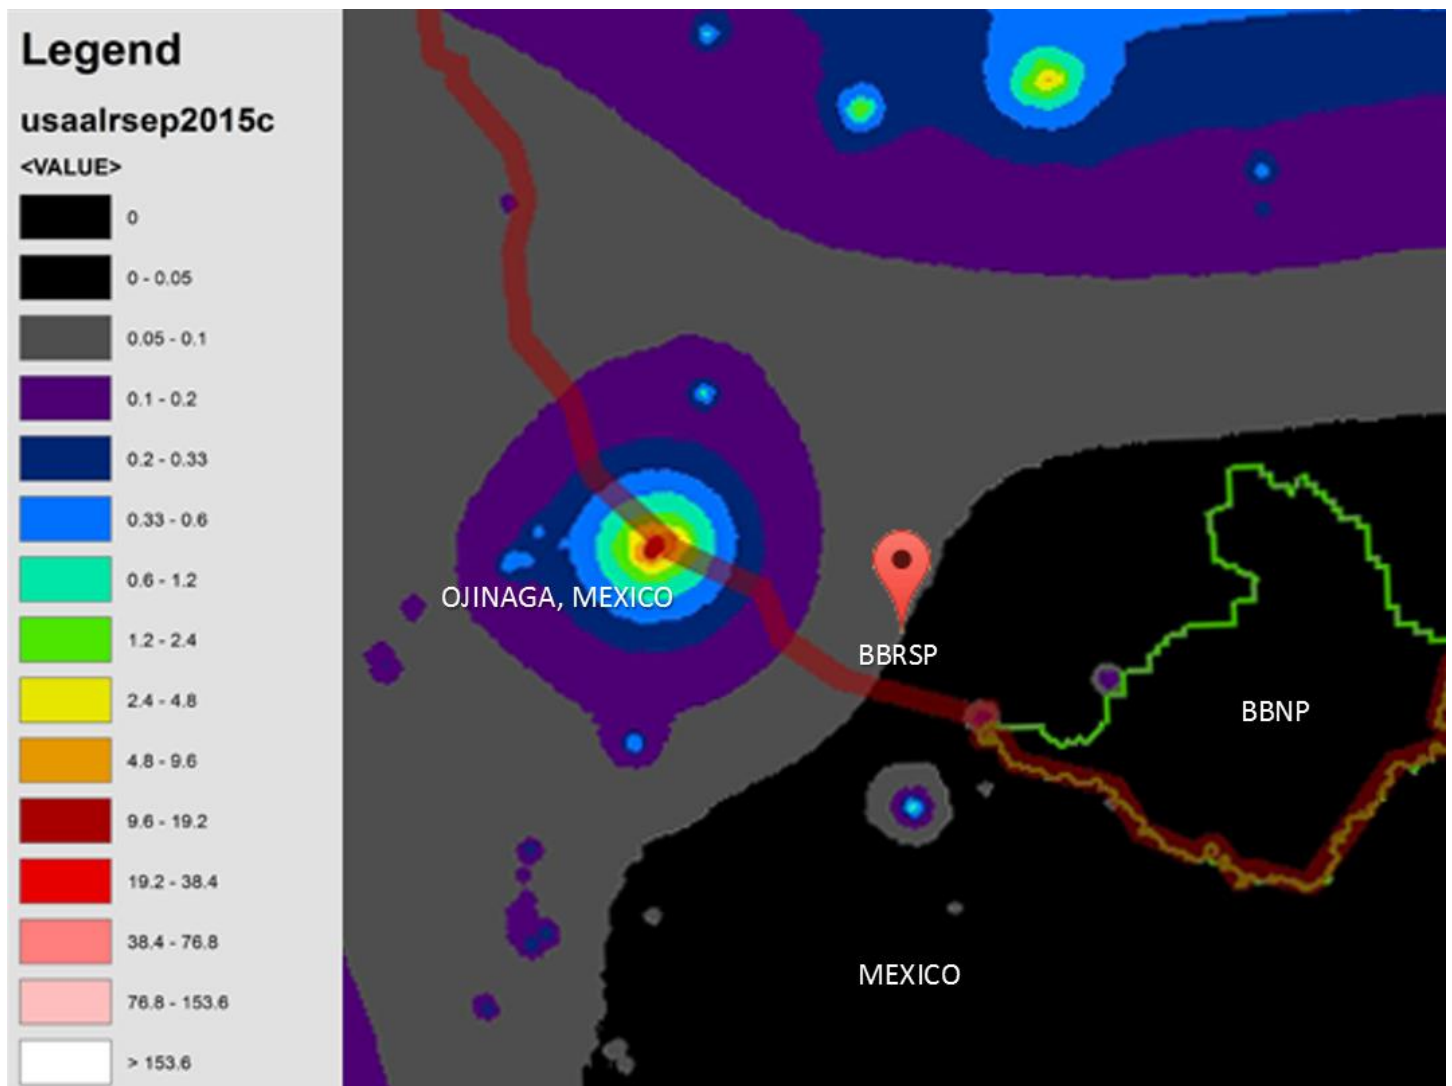 Legend
usaalrsep2015c
<VALUE>
0
0 - 0.05
0.05 - 0.1
0.1 - 0.2
0.2 - 0.33
0.33 - 0.6
0.6 - 1.2
1.2 - 2.4
2.4 - 4.8
4.8 - 9.6
9.6 - 19.2
19.2 - 38.4
38.4 - 76.8
76.8 - 153.6
> 153.6
OJINAGA, MEXICO
BBRSP
BBNP
MEXICO